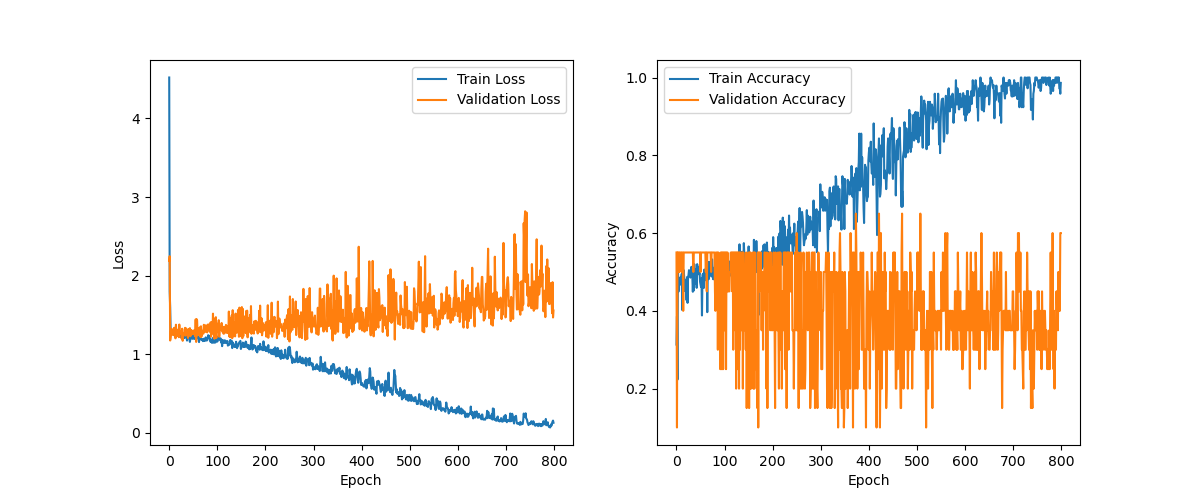 Train Loss
Validation Loss
4
3
2
1
0
Loss
0 100 200 300 400 500 600 700 800
Epoch
Train Accuracy
Validation Accuracy
1.0
0.8
0.6
0.4
0.2
Accuracy
0 100 200 300 400 500 600 700 800
Epoch